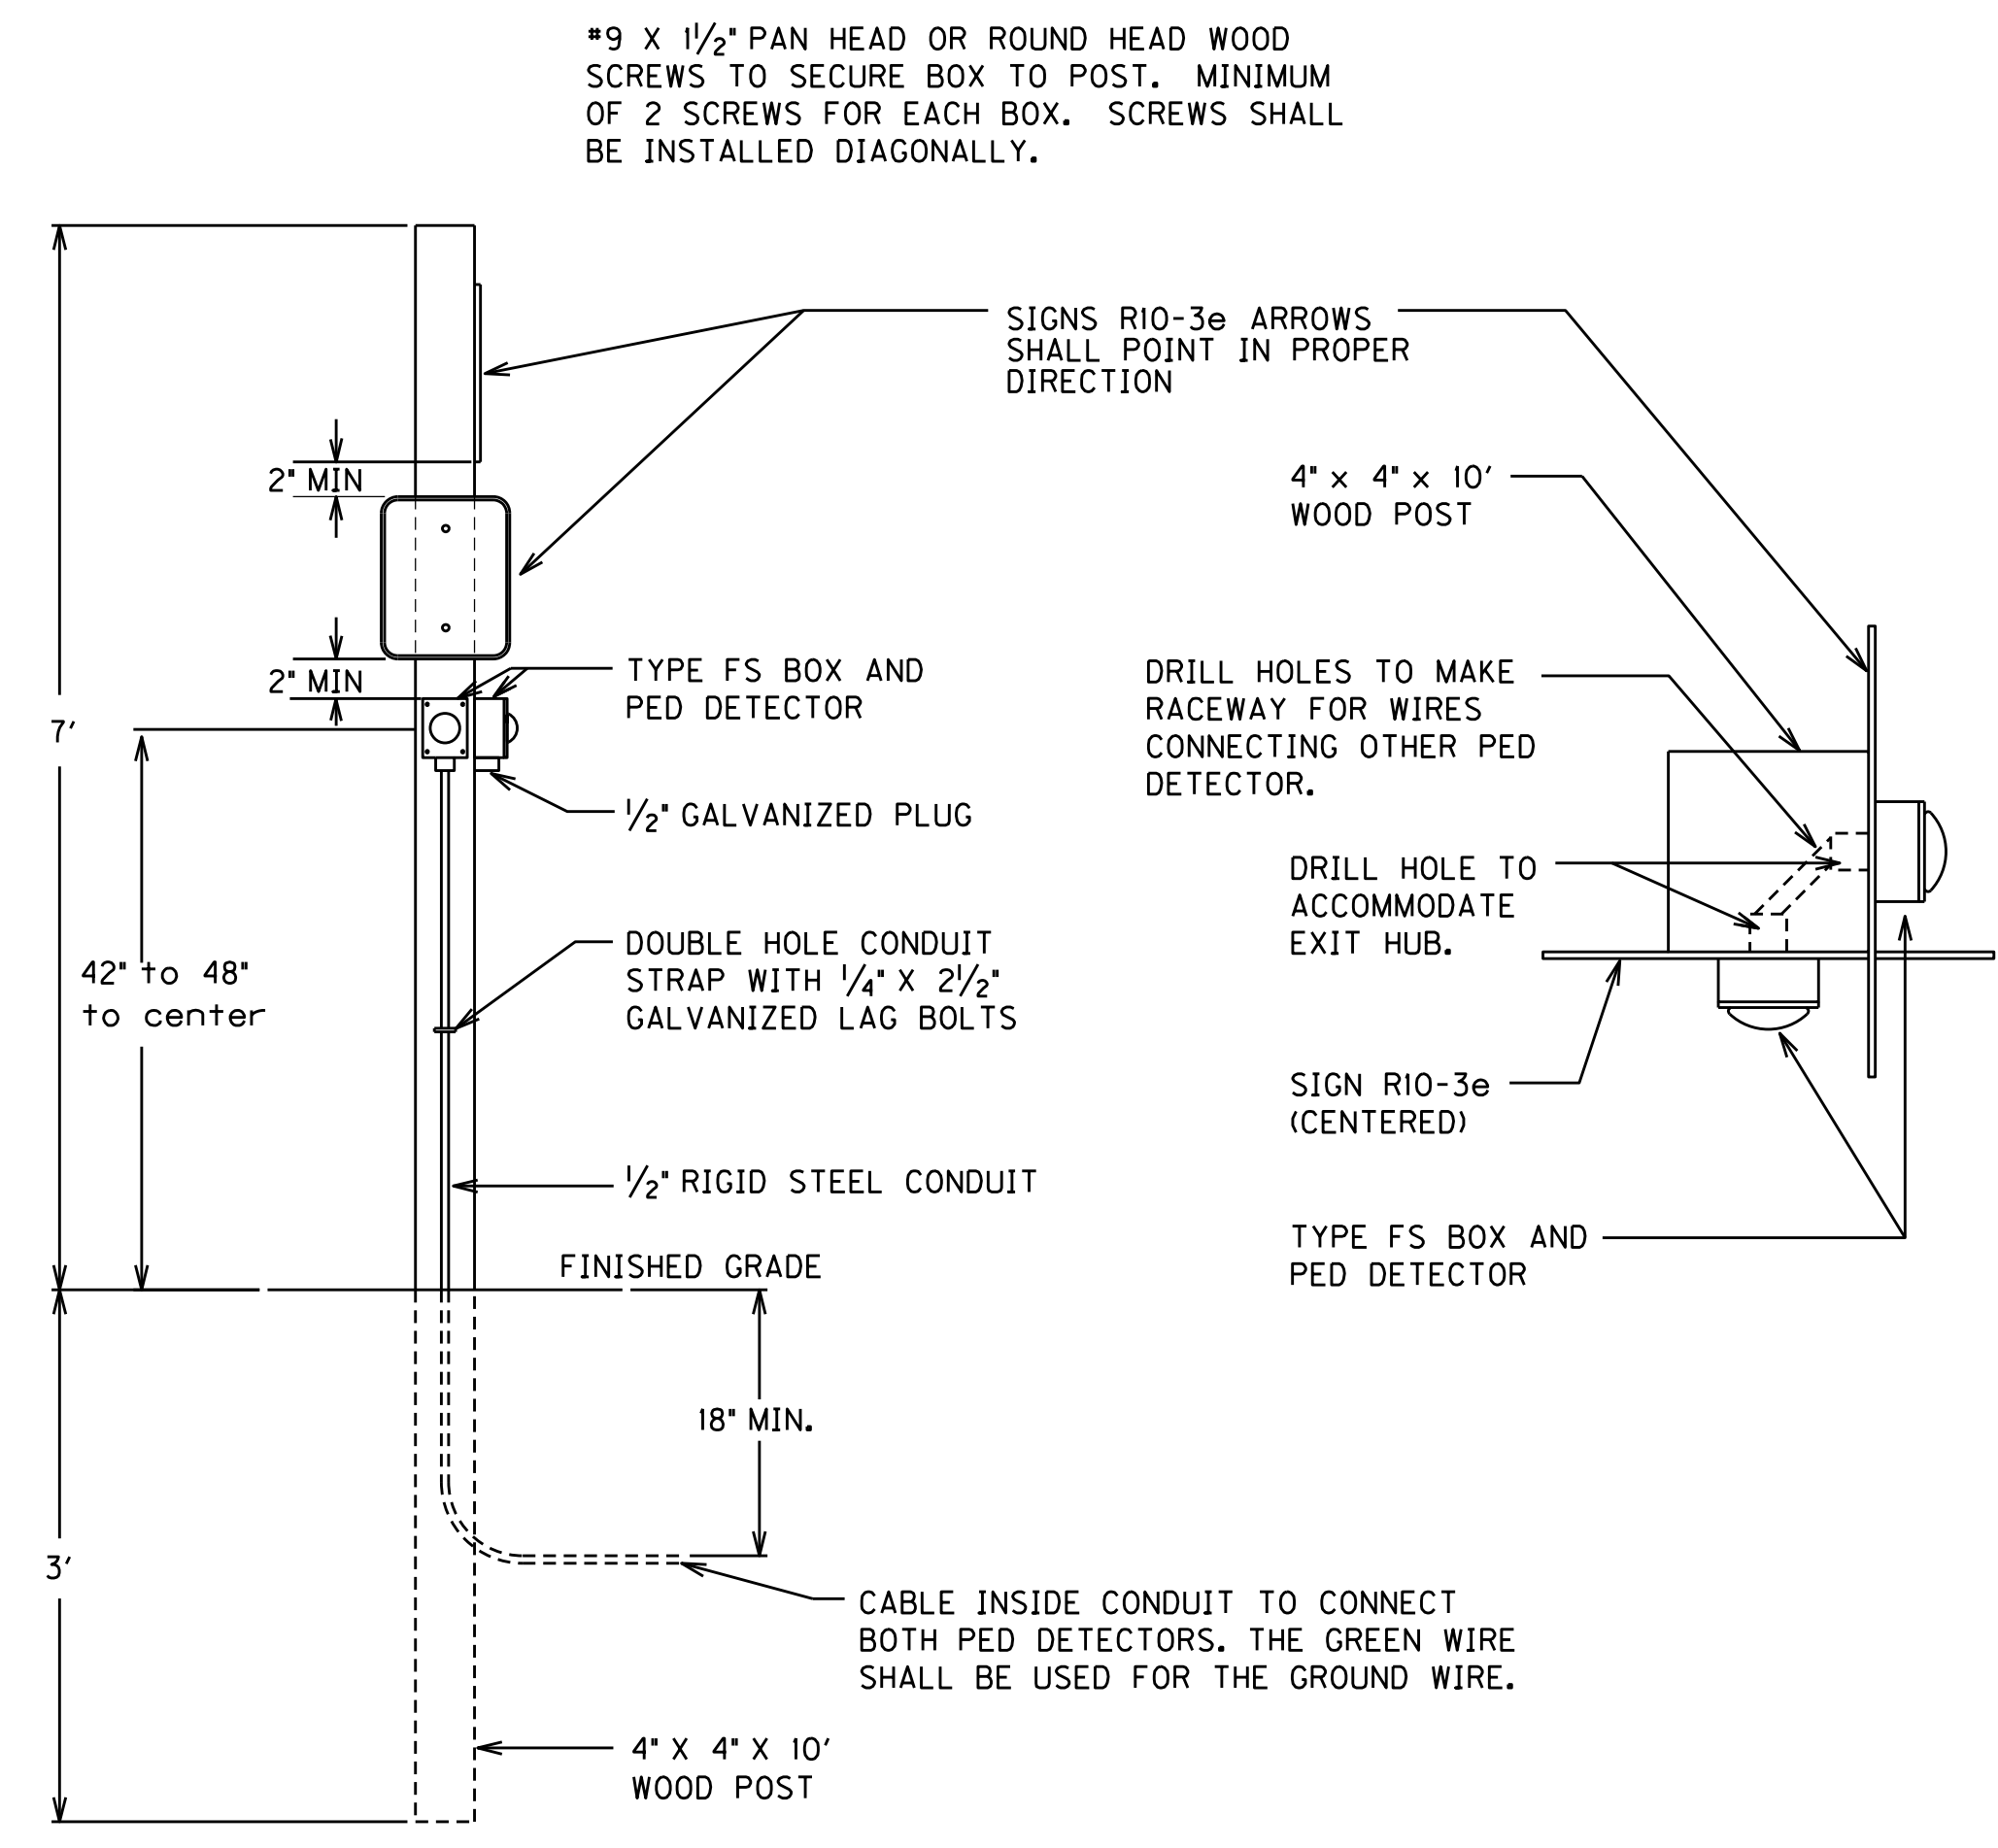 #9 X 1 1/2" PAN HEAD OR ROUND HEAD WOOD
SCREWS TO SECURE BOX TO POST. MINIMUM
OF 2 SCREWS FOR EACH BOX. SCREWS SHALL
BE INSTALLED DIAGONALLY.
SIGNS R10-3e ARROWS
SHALL POINT IN PROPER
DIRECTION
2" MIN
4" x 4" x 10'
WOOD POST
2" MIN
TYPE FS BOX AND
PED DETECTOR
DRILL HOLES TO MAKE
RACEWAY FOR WIRES
CONNECTING OTHER PED
DETECTOR.
7'
1/2" GALVANIZED PLUG
DRILL HOLE TO
ACCOMMODATE
EXIT HUB.
42" to 48"
to center
DOUBLE HOLE CONDUIT
STRAP WITH 1/4" X 2 1/2"
GALVANIZED LAG BOLTS
SIGN R10-3e
(CENTERED)
1/2" RIGID STEEL CONDUIT
TYPE FS BOX AND
PED DETECTOR
FINISHED GRADE
18" MIN.
3'
CABLE INSIDE CONDUIT TO CONNECT
BOTH PED DETECTORS. THE GREEN WIRE
SHALL BE USED FOR THE GROUND WIRE.
4" X 4" X 10'
WOOD POST